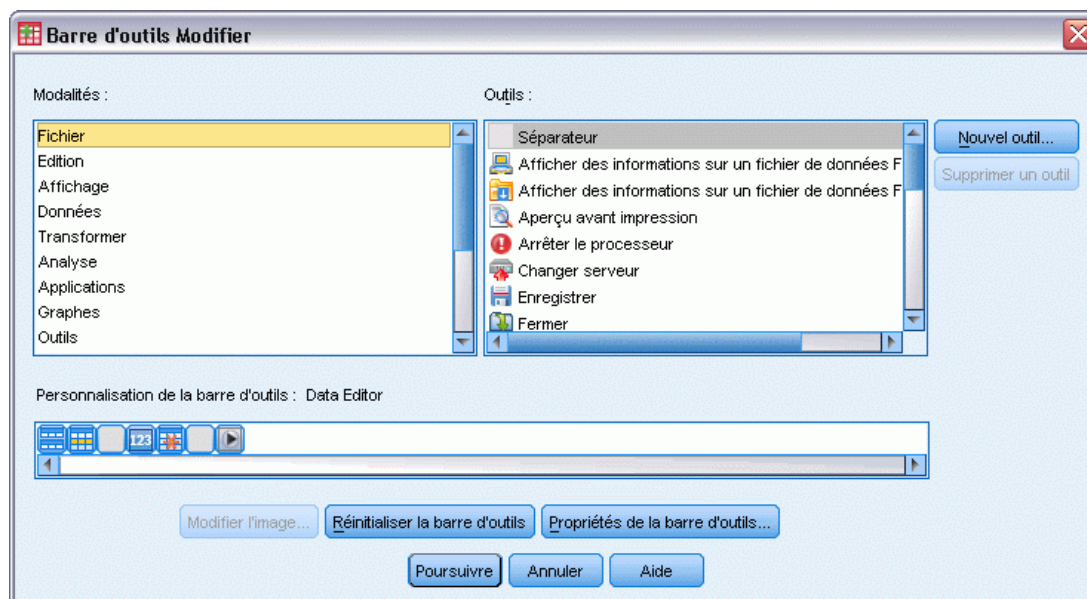 Barre d'outils Modifier
Modalités :
Outils :
Fichier
Edition
Affichage
Données
Transformer
Analyse
Applications
Graphes
Outils
Séparateur
Afficher des informations sur un fichier de données F
Afficher des informations sur un fichier de données F
Aperçu avant impression
Arrêter le processeur
Changer serveur
Enregistrer
Fermer
Nouvel outil...
Supprimer un outil
Personnalisation de la barre d'outils : Data Editor
123
Modifier l'image...
Réinitialiser la barre d'outils
Propriétés de la barre d'outils...
Poursuivre
Annuler
Aide